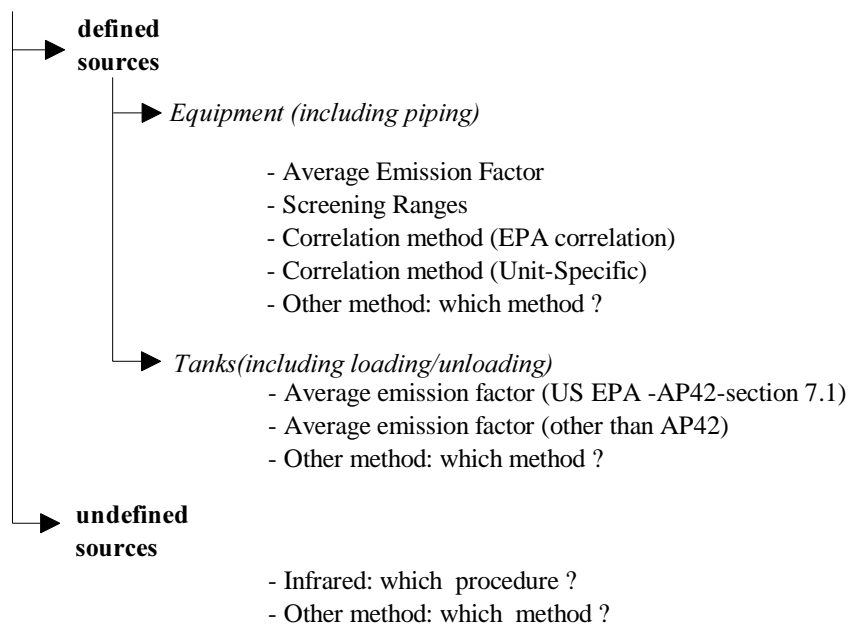 defined
sources
Equipment (including piping)
- Average Emission Factor
- Screening Ranges
- Correlation method (EPA correlation)
- Correlation method (Unit-Specific)
- Other method: which method ?
Tanks(including loading/unloading)
- Average emission factor (US EPA -AP42-section 7.1)
- Average emission factor (other than AP42)
- Other method: which method ?
undefined
sources
- Infrared: which procedure ?
- Other method: which method ?